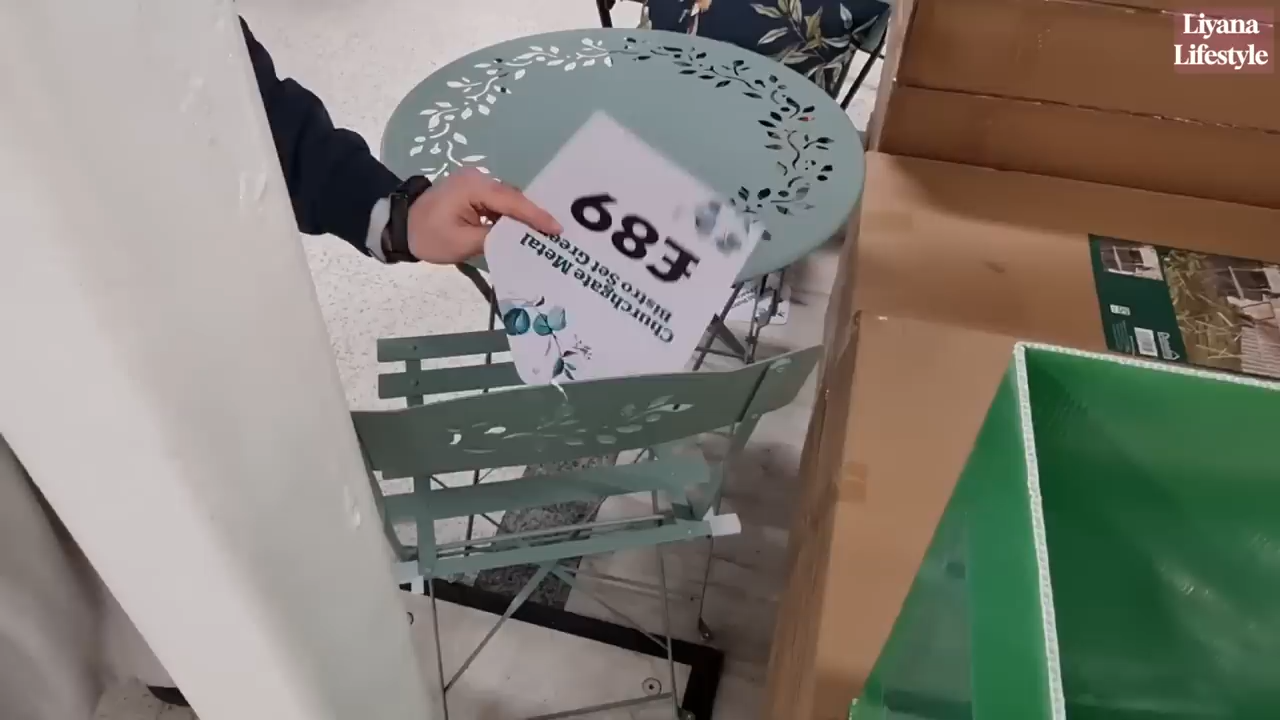 Liyana
Lifestyle
£89
Churchgate Metal
Bistro Set Green